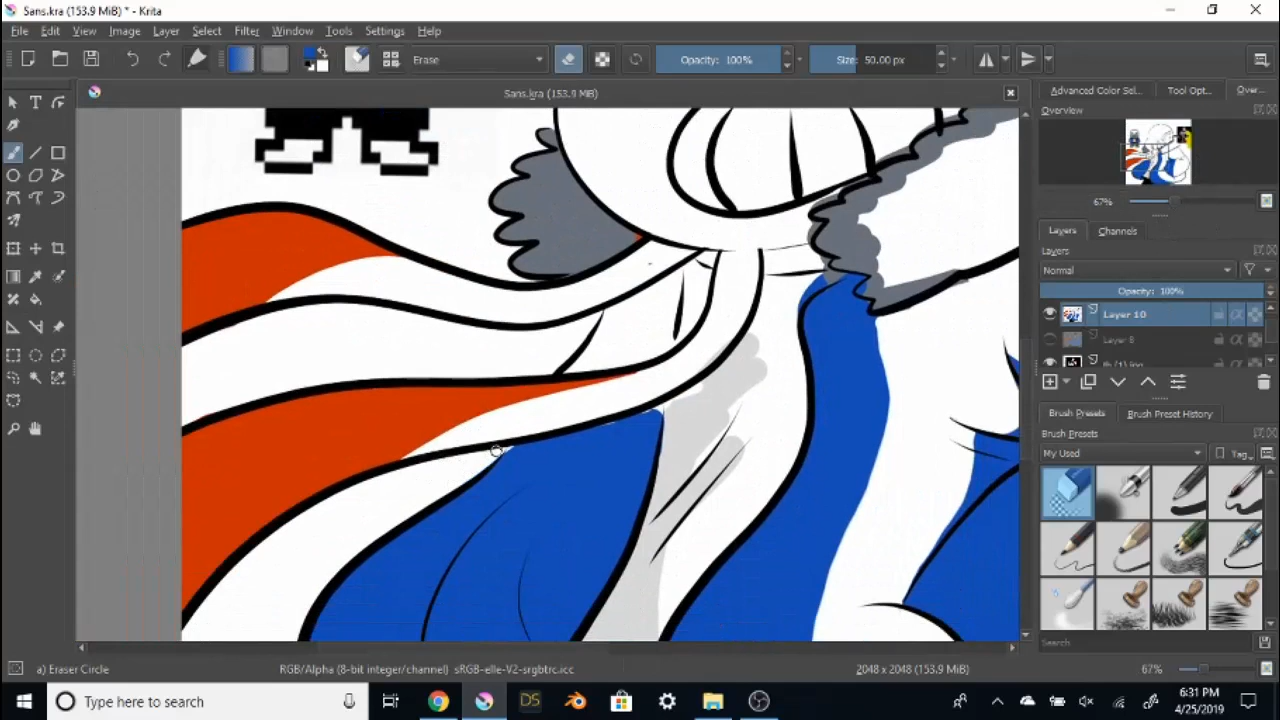 Sans.kra (153.9 MiB) * - Krita
File Edit View Image Layer Select Filter Window Tools Settings Help
Erase Opacity: 100% Size: 50.00 px
Sans.kra (153.9 MiB)
Advanced Color Sel... Tool Opt... Over...
Overview
67%
Layers Channels
Layers
Normal
Opacity: 100%
Layer 10
Layer 8
Brush Presets Brush Preset History
Brush Presets
My Used Tag
Search
a) Eraser Circle RGB/Alpha (8-bit integer/channel) sRGB-elle-V2-srgbtrc.icc 2048 x 2048 (153.9 MiB) 67%
Type here to search DS 6:31 PM
4/25/2019